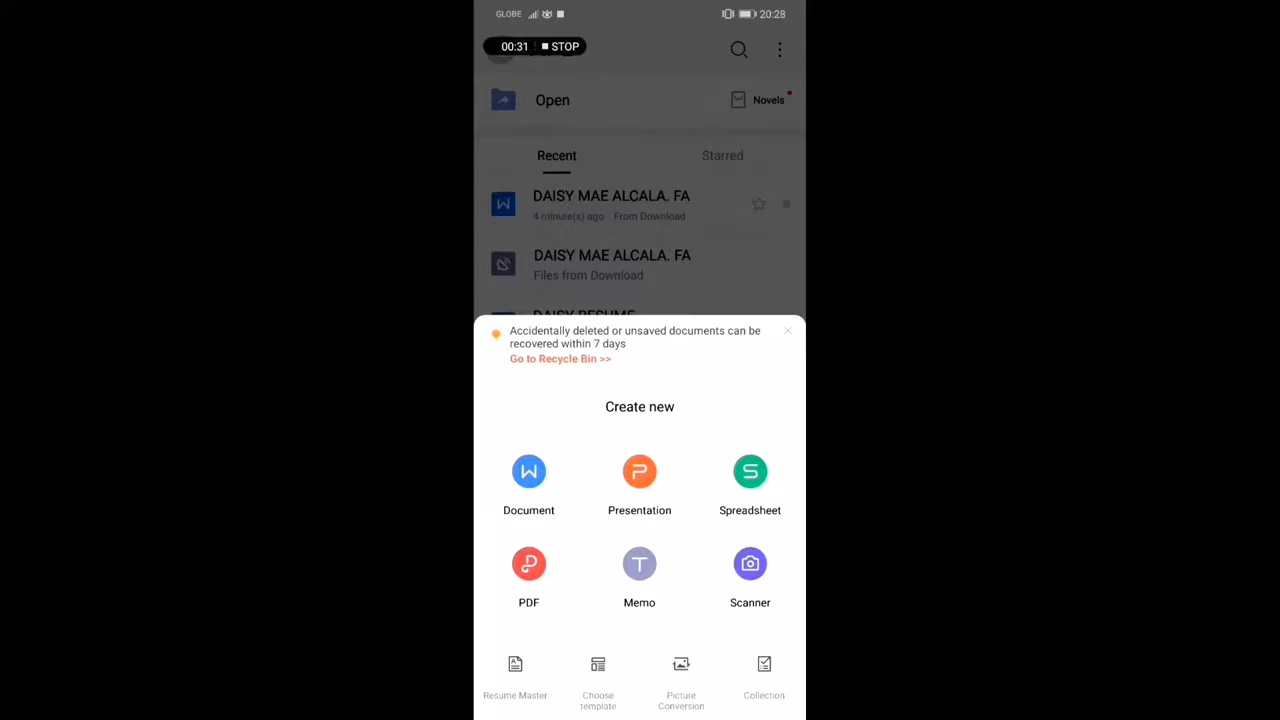 GLOBE 20:28
00:31 STOP
Open Novels
Recent Starred
DAISY MAE ALCALA. FA
4 minute(s) ago From Download
DAISY MAE ALCALA. FA
Files from Download
DAISY RESUME
Accidentally deleted or unsaved documents can be
recovered within 7 days
Go to Recycle Bin >>
Create new
Document Presentation Spreadsheet
PDF Memo Scanner
Resume Master Choose template Picture Conversion Collection